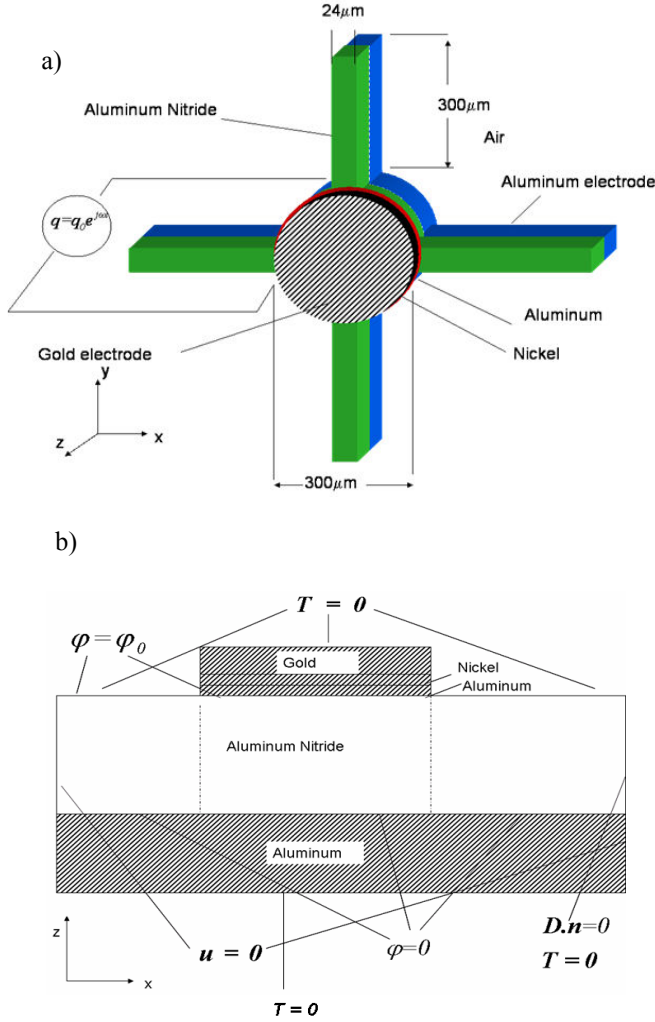 24μm
a)
300μm
Aluminum Nitride
Air
Aluminum electrode
q=q₀e^{jωt}
Aluminum
Gold electrode
Nickel
y
z
x
300μm
b)
T = 0
φ=φ₀
Gold
Nickel
Aluminum
Aluminum Nitride
Aluminum
D.n=0
z
u = 0
φ=0
T = 0
x
T = 0